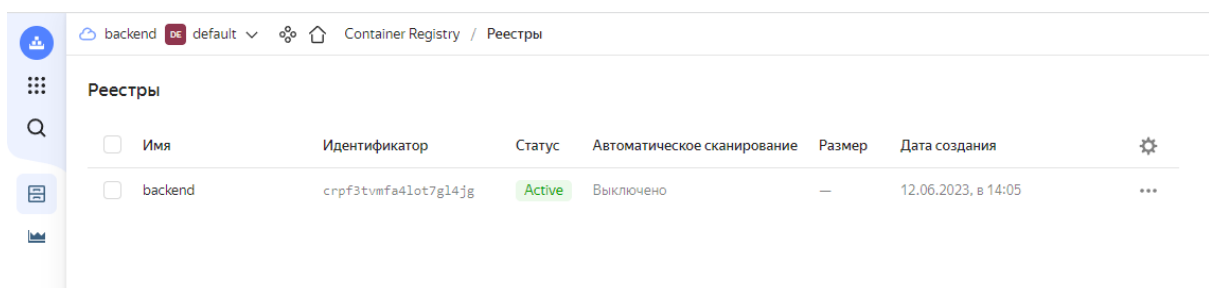 backend DE default Container Registry / Реестры
Реестры
Имя Идентификатор Статус Автоматическое сканирование Размер Дата создания
backend crpf3tvmfa4lot7gl4jg Active Выключено — 12.06.2023, в 14:05